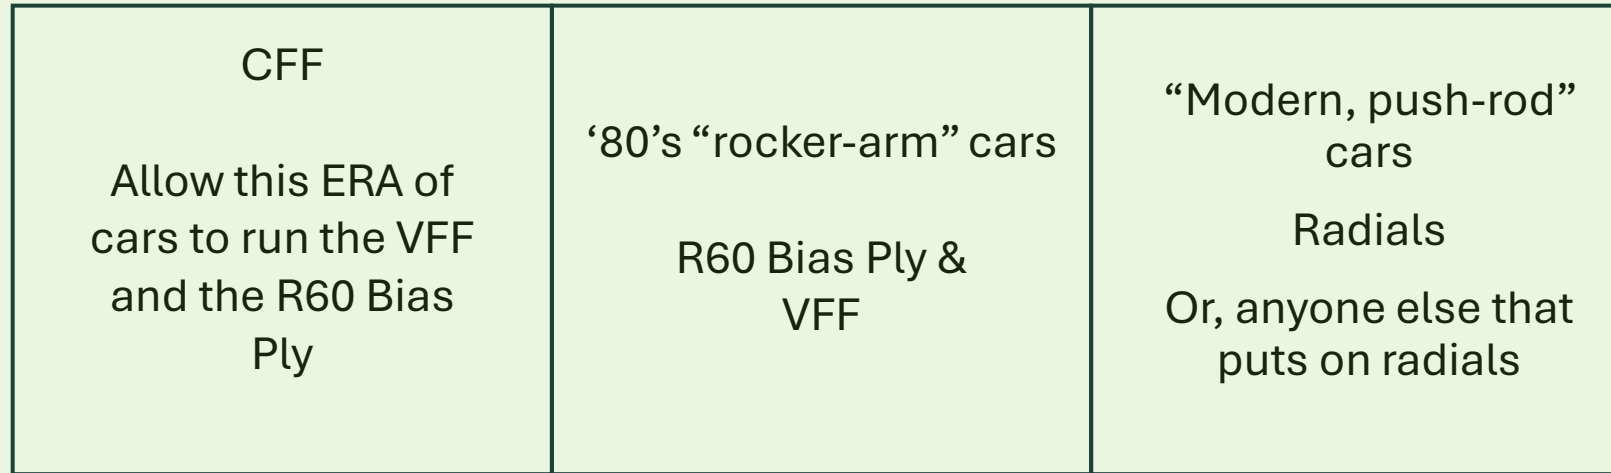 CFF
Allow this ERA of
cars to run the VFF
and the R60 Bias
Ply
‘80’s “rocker-arm” cars
R60 Bias Ply &
VFF
“Modern, push-rod”
cars
Radials
Or, anyone else that
puts on radials